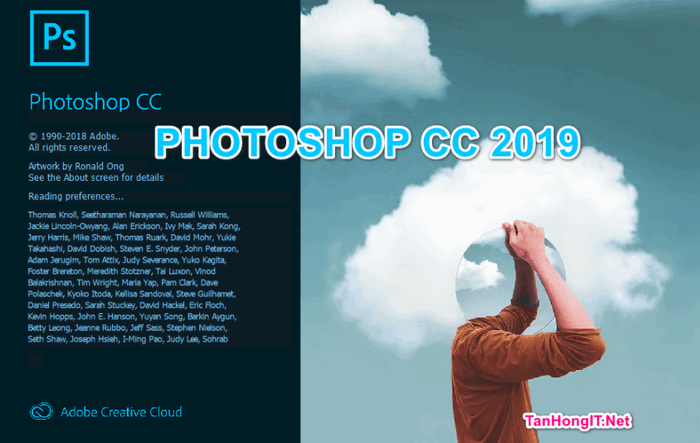 Ps
Photoshop CC
© 1990-2018 Adobe.
All rights reserved.
PHOTOSHOP CC 2019
Artwork by Ronald Ong
See the About screen for details
Reading preferences...
Thomas Knoll, Seetharaman Narayanan, Russell Williams,
Jackie Lincoln-Owyang, Alan Erickson, Ivy Mak, Sarah Kong,
Jerry Harris, Mike Shaw, Thomas Ruark, David Mohr, Yukie
Takahashi, David Dobish, Steven E. Snyder, John Peterson,
Adam Jerugim, Tom Attix, Judy Severance, Yuko Kagita,
Foster Brereton, Meredith Stotzner, Tai Luxon, Vinod
Balakrishnan, Tim Wright, Maria Yap, Pam Clark, Dave
Polaschek, Kyoko Itoda, Kellisa Sandoval, Steve Guilhamet,
Daniel Presedo, Sarah Stuckey, David Hackel, Eric Floch,
Kevin Hopps, John E. Hanson, Yuyan Song, Barkin Aygun,
Betty Leong, Jeanne Rubbo, Jeff Sass, Stephen Nielson,
Seth Shaw, Joseph Hsieh, I-Ming Pao, Judy Lee, Sohrab
Adobe Creative Cloud
TanHongIT.Net